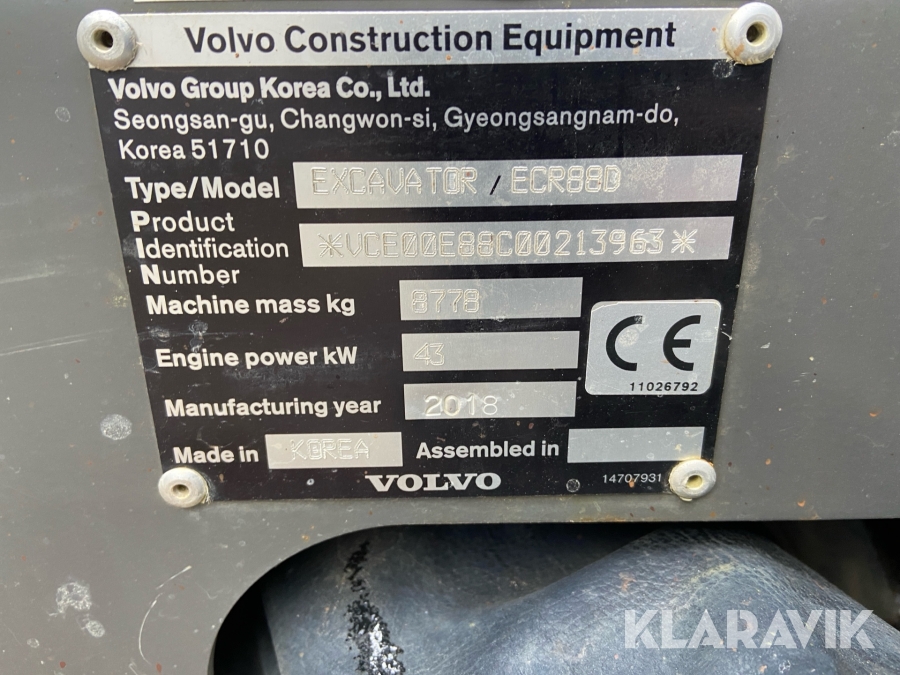 Volvo Construction Equipment
Volvo Group Korea Co., Ltd.
Seongsan-gu, Changwon-si, Gyeongsangnam-do,
Korea 51710
Type/Model EXCAVATOR / ECR88D
Product
Identification *VCE00E88C00213963*
Number
Machine mass kg 8778
Engine power kW 43
CE
11026792
Manufacturing year 2018
Made in KOREA Assembled in
VOLVO 14707931
KLARAVIK